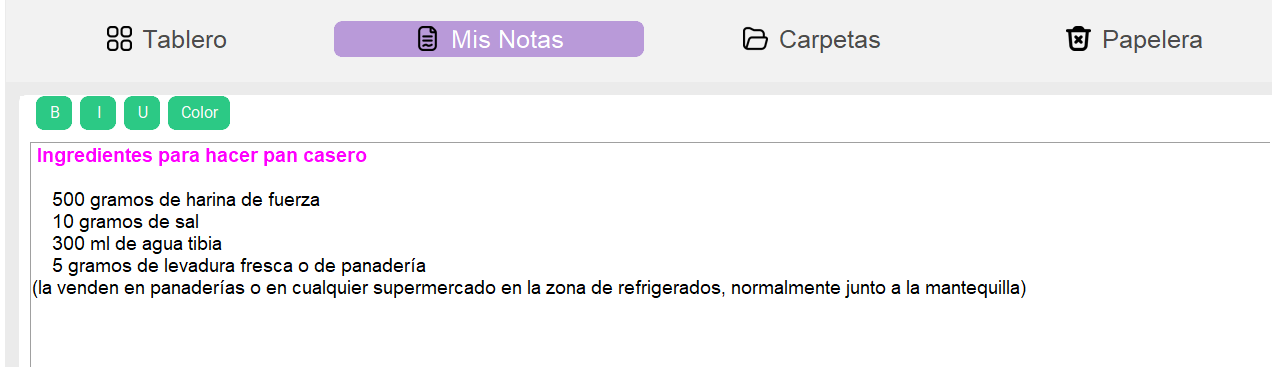 Tablero Mis Notas Carpetas Papelera
B I U Color
Ingredientes para hacer pan casero
500 gramos de harina de fuerza
10 gramos de sal
300 ml de agua tibia
5 gramos de levadura fresca o de panadería
(la venden en panaderías o en cualquier supermercado en la zona de refrigerados, normalmente junto a la mantequilla)